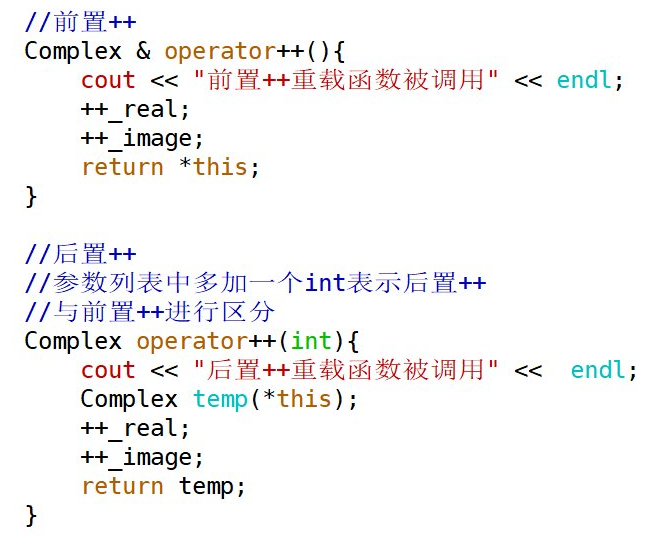 //前置++
Complex & operator++(){
    cout << "前置++重载函数被调用" << endl;
    ++_real;
    ++_image;
    return *this;
}

//后置++
//参数列表中多加一个int表示后置++
//与前置++进行区分
Complex operator++(int){
    cout << "后置++重载函数被调用" <<  endl;
    Complex temp(*this);
    ++_real;
    ++_image;
    return temp;
}